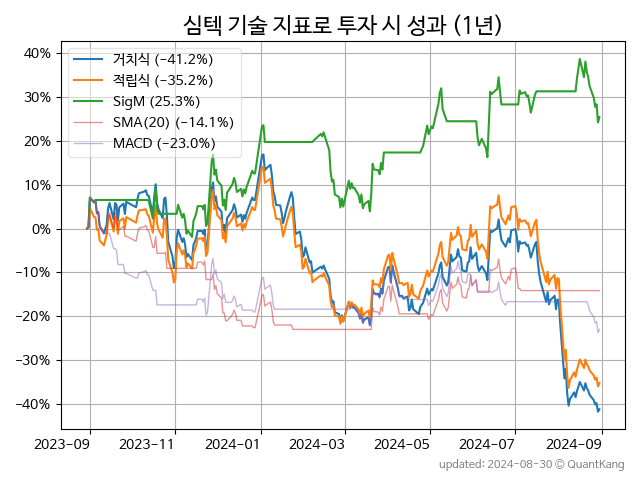 심텍 기술 지표로 투자 시 성과 (1년)
거치식 (−41.2%)
적립식 (−35.2%)
SigM (25.3%)
SMA(20) (−14.1%)
MACD (−23.0%)
40%
30%
20%
10%
0%
−10%
−20%
−30%
−40%
2023-09 2023-11 2024-01 2024-03 2024-05 2024-07 2024-09
updated: 2024-08-30 © QuantKang